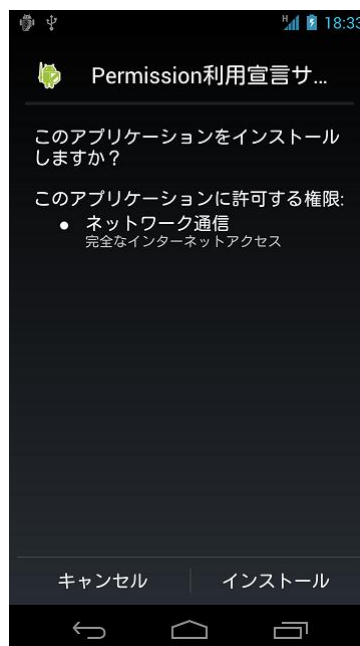 H 18:33
Permission利用宣言サ...
このアプリケーションをインストール
しますか？
このアプリケーションに許可する権限:
● ネットワーク通信
完全なインターネットアクセス
キャンセル インストール